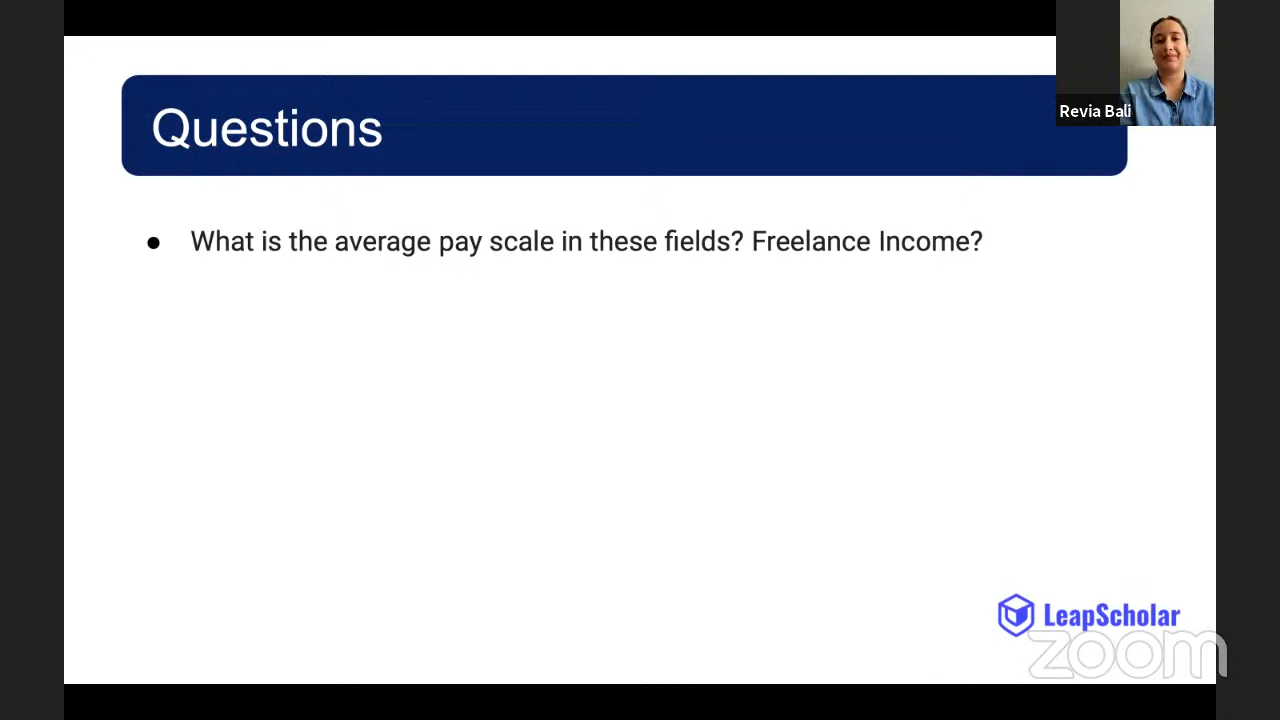 Questions
Revia Bali
● What is the average pay scale in these fields? Freelance Income?
LeapScholar
zoom